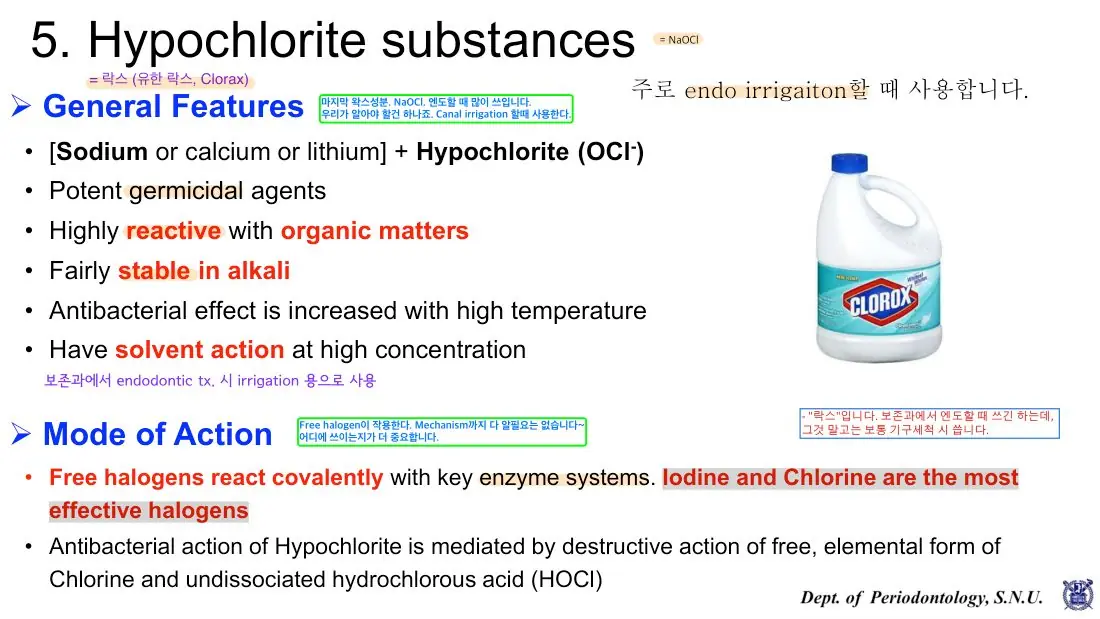 5. Hypochlorite substances
= NaOCl
= 락스 (유한 락스, Clorax)
주로 endo irrigaiton할 때 사용합니다.
➢ General Features
마지막 왁스성분. NaOCl. 엔도할 때 많이 쓰입니다.
우리가 알아야 할건 하나죠. Canal irrigation 할때 사용한다.
• [Sodium or calcium or lithium] + Hypochlorite (OCl-)
• Potent germicidal agents
• Highly reactive with organic matters
• Fairly stable in alkali
• Antibacterial effect is increased with high temperature
• Have solvent action at high concentration
보존과에서 endodontic tx. 시 irrigation 용으로 사용
CLOROX
- "락스"입니다. 보존과에서 엔도할 때 쓰긴 하는데,
그것 말고는 보통 기구세척 시 씁니다.
➢ Mode of Action
Free halogen이 작용한다. Mechanism까지 다 알필요는 없습니다~
어디에 쓰이는지가 더 중요합니다.
• Free halogens react covalently with key enzyme systems. Iodine and Chlorine are the most
effective halogens
• Antibacterial action of Hypochlorite is mediated by destructive action of free, elemental form of
Chlorine and undissociated hydrochlorous acid (HOCl)
Dept. of Periodontology, S.N.U.